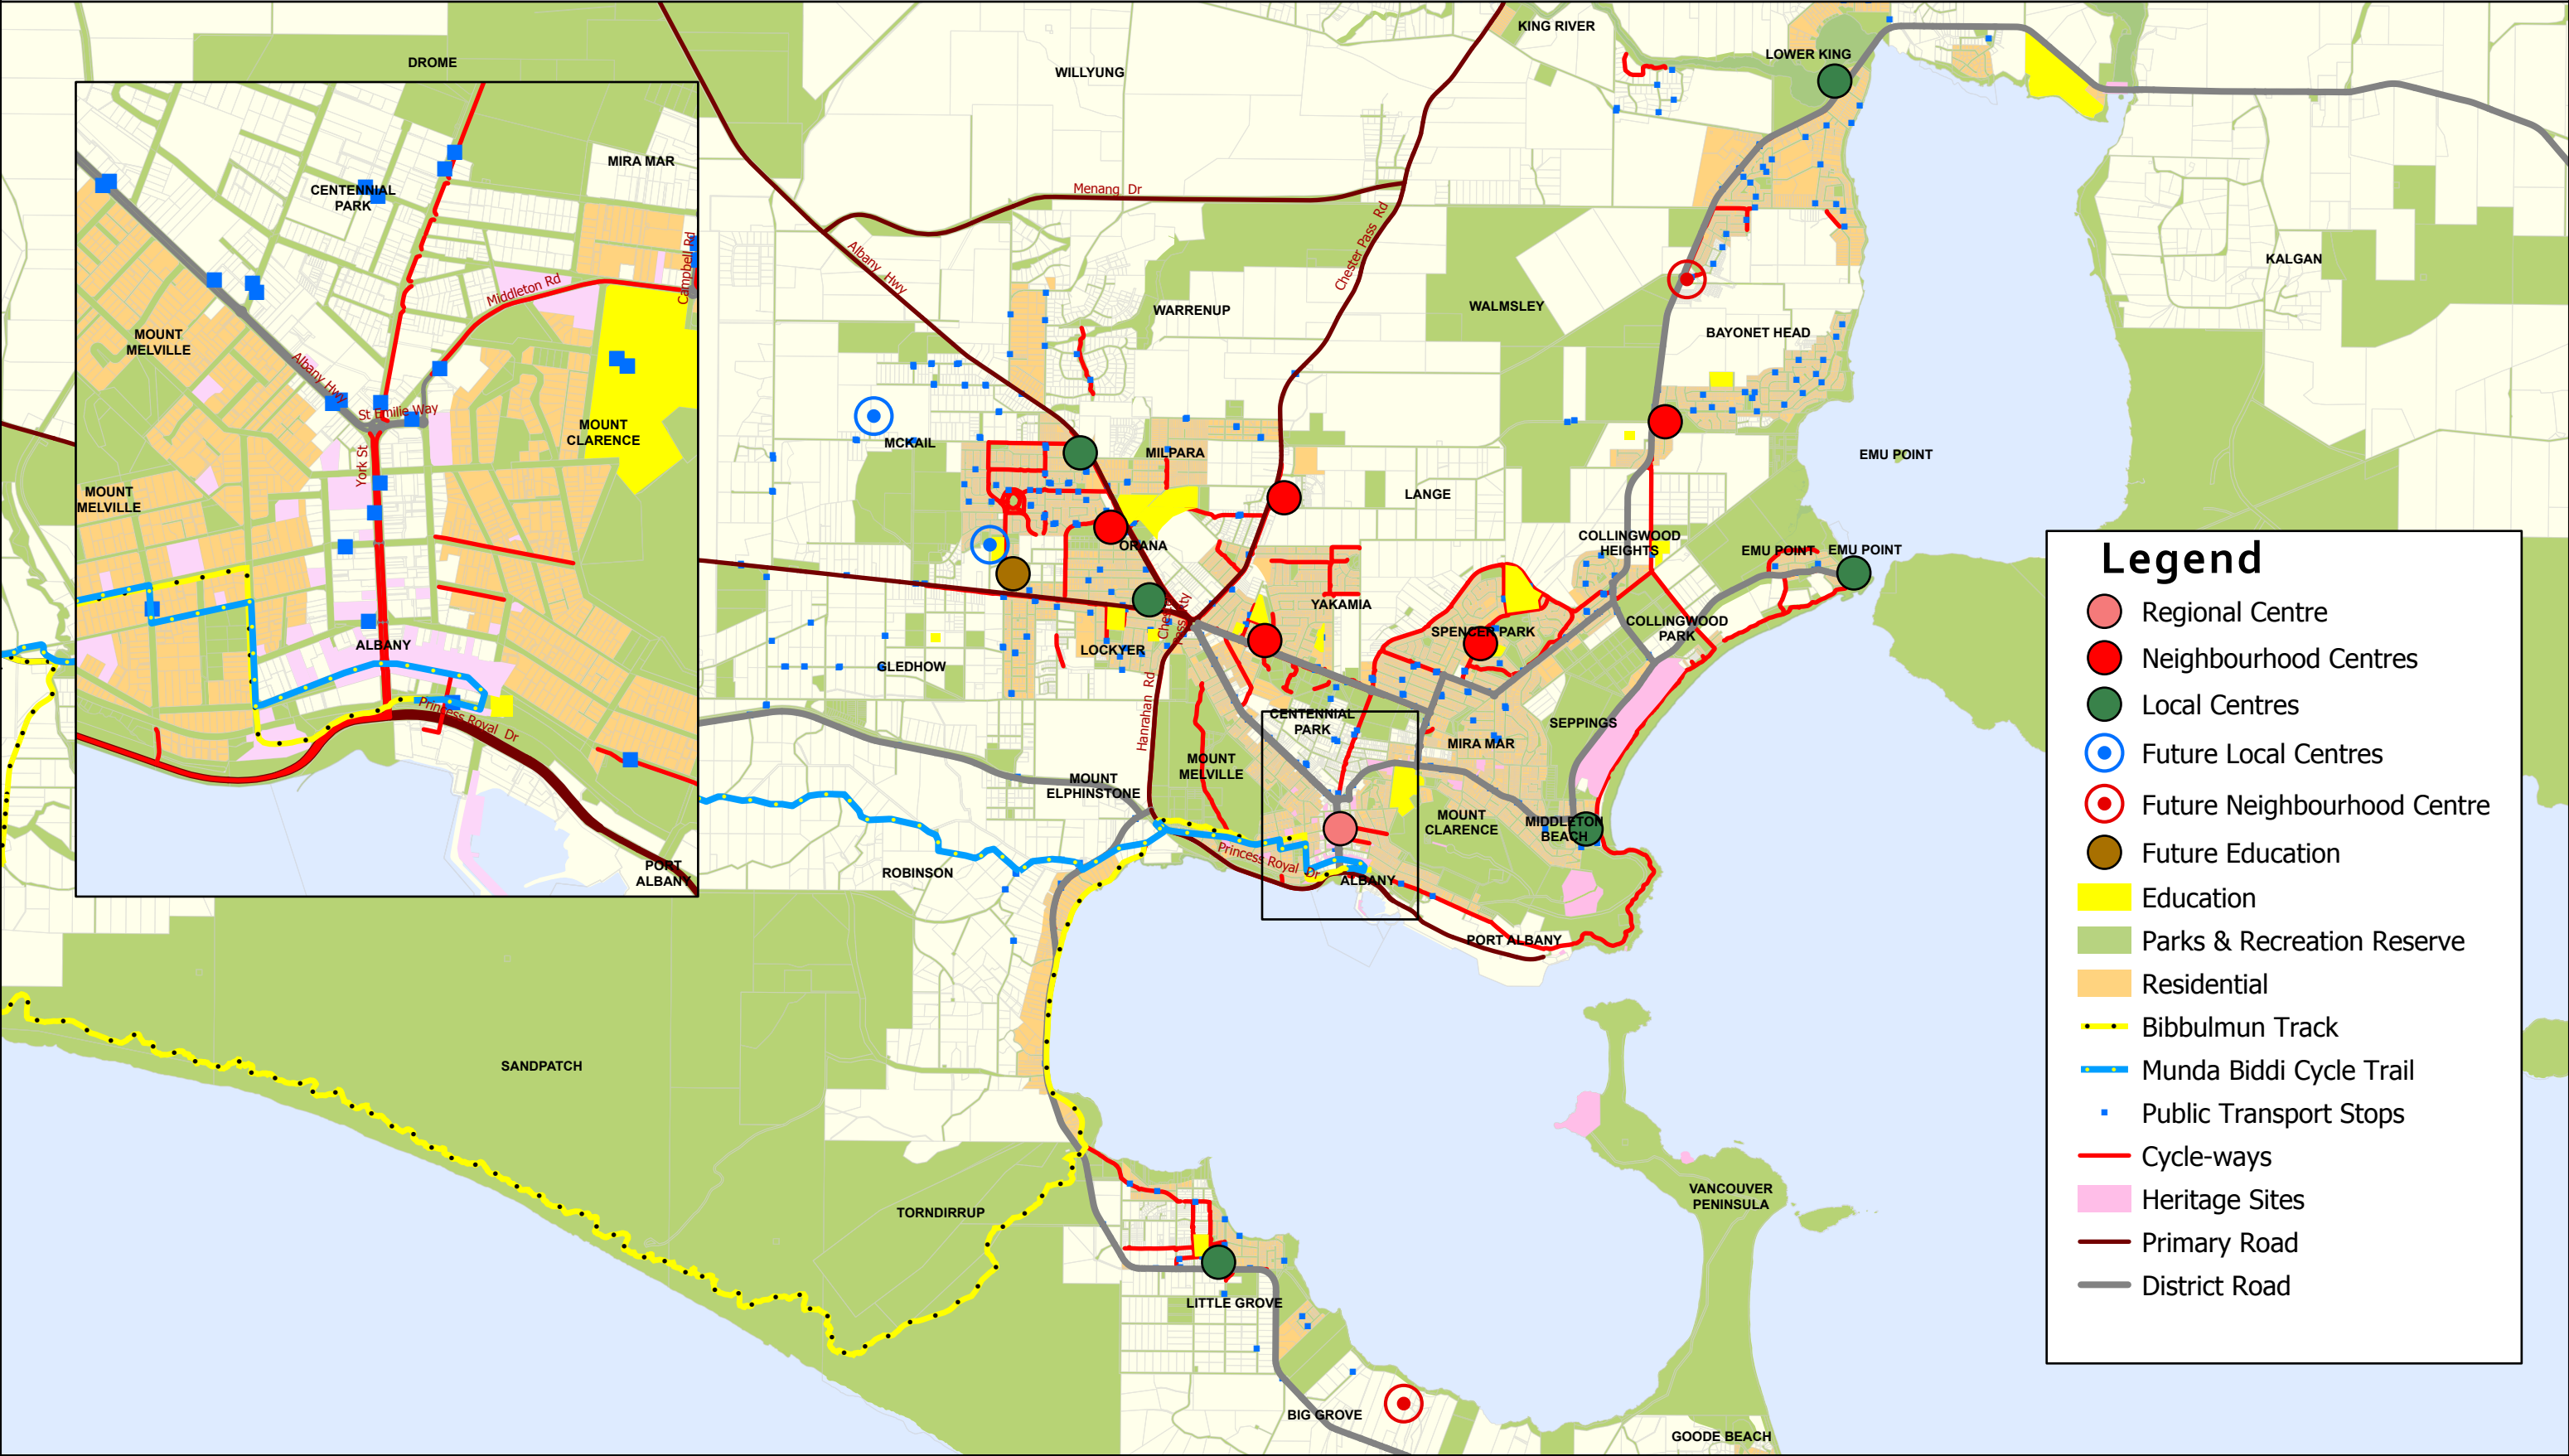 KING RIVER
LOWER KING
DROME
WILLYUNG
MIRA MAR
CENTENNIAL
PARK
Menang Dr
Campbell Rd
Albany Hwy
Chester Pass Rd
KALGAN
Middleton Rd
WARRENUP
WALMSLEY
BAYONET HEAD
MOUNT
MELVILLE
Albany Hwy
St Emilie Way
MOUNT
CLARENCE
York St
MCKAIL
MILPARA
EMU POINT
MOUNT
MELVILLE
LANGE
ORANA
COLLINGWOOD
HEIGHTS
EMU POINT
EMU POINT
YAKAMIA
COLLINGWOOD
PARK
SPENCER PARK
ALBANY
LOCKYER
GLEDHOW
Princess Royal Dr
Hanrahan Rd
CENTENNIAL
PARK
SEPPINGS
MIRA MAR
MOUNT
MELVILLE
MOUNT
ELPHINSTONE
MOUNT
CLARENCE
MIDDLETON
BEACH
PORT
ALBANY
ROBINSON
Princess Royal Dr
ALBANY
PORT ALBANY
SANDPATCH
TORNDIRRUP
VANCOUVER
PENINSULA
LITTLE GROVE
BIG GROVE
GOODE BEACH
Legend
Regional Centre
Neighbourhood Centres
Local Centres
Future Local Centres
Future Neighbourhood Centre
Future Education
Education
Parks & Recreation Reserve
Residential
Bibbulmun Track
Munda Biddi Cycle Trail
Public Transport Stops
Cycle-ways
Heritage Sites
Primary Road
District Road